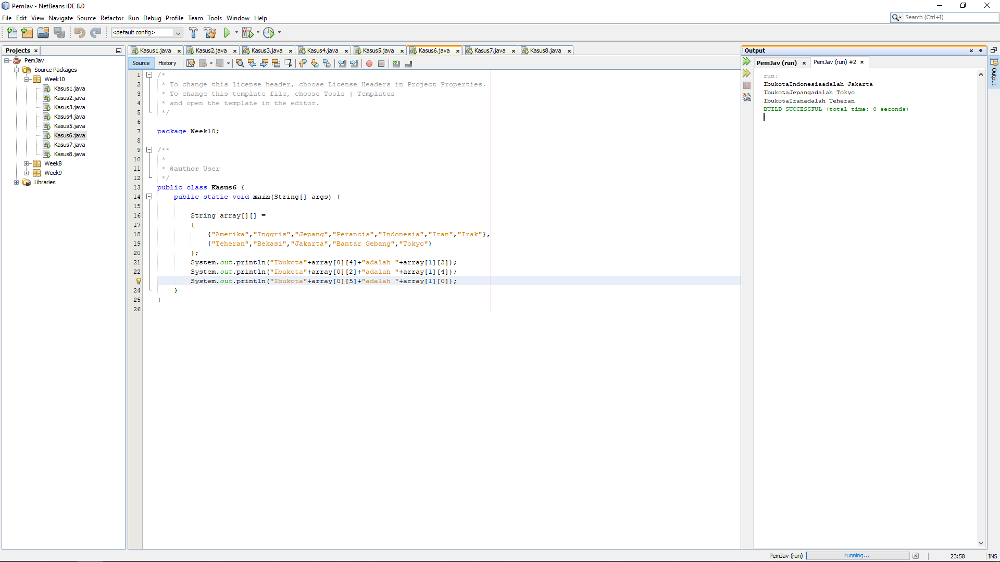 PemJav - NetBeans IDE 8.0
File Edit View Navigate Source Refactor Run Debug Profile Team Tools Window Help
Search (Ctrl+I)
<default config>
Projects
PemJav
Source Packages
Week10
Kasus1.java
Kasus2.java
Kasus3.java
Kasus4.java
Kasus5.java
Kasus6.java
Kasus7.java
Kasus8.java
Week8
Week9
Libraries
Kasus1.java Kasus2.java Kasus3.java Kasus4.java Kasus5.java Kasus6.java Kasus7.java Kasus8.java
Source History
1 /*
2 * To change this license header, choose License Headers in Project Properties.
3 * To change this template file, choose Tools | Templates
4 * and open the template in the editor.
5 */
6
7 package Week10;
8
9 /**
10 *
11 * @author User
12 */
13 public class Kasus6 {
14 public static void main(String[] args) {
15
16 String array[][] =
17 {
18 {"Amerika","Inggris","Jepang","Perancis","Indonesia","Iran","Irak"},
19 {"Teheran","Bekasi","Jakarta","Bantar Gebang","Tokyo"}
20 };
21 System.out.println("Ibukota"+array[0][4]+"adalah "+array[1][2]);
22 System.out.println("Ibukota"+array[0][2]+"adalah "+array[1][4]);
System.out.println("Ibukota"+array[0][5]+"adalah "+array[1][0]);
24 }
25 }
26
Output
PemJav (run) PemJav (run) #2
run:
IbukotaIndonesiaadalah Jakarta
IbukotaJepangadalah Tokyo
IbukotaIranadalah Teheran
BUILD SUCCESSFUL (total time: 0 seconds)
Output
PemJav (run) running... 23:58 INS